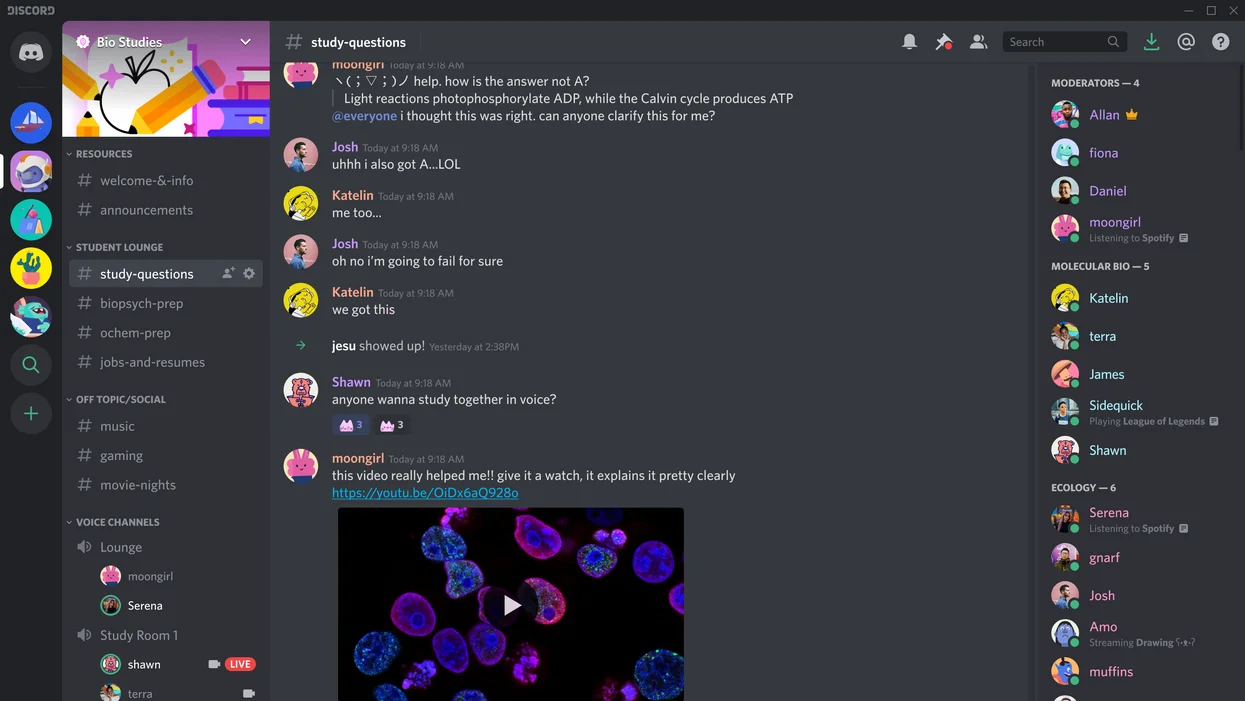 DISCORD
Bio Studies
RESOURCES
# welcome-&-info
# announcements
STUDENT LOUNGE
# study-questions
# biopsych-prep
# ochem-prep
# jobs-and-resumes
OFF TOPIC/SOCIAL
# music
# gaming
# movie-nights
VOICE CHANNELS
Lounge
moongirl
Serena
Study Room 1
shawn LIVE
terra
# study-questions
Search
moongirl Today at 9:18 AM
ヽ(；▽；)ノ help. how is the answer not A?
Light reactions photophosphorylate ADP, while the Calvin cycle produces ATP
@everyone i thought this was right. can anyone clarify this for me?
Josh Today at 9:18 AM
uhhh i also got A...LOL
Katelin Today at 9:18 AM
me too...
Josh Today at 9:18 AM
oh no i'm going to fail for sure
Katelin Today at 9:18 AM
we got this
jesu showed up! Yesterday at 2:38PM
Shawn Today at 9:18 AM
anyone wanna study together in voice?
3 3
moongirl Today at 9:18 AM
this video really helped me!! give it a watch, it explains it pretty clearly
https://youtu.be/OiDx6aQ928o
MODERATORS — 4
Allan
fiona
Daniel
moongirl
Listening to Spotify
MOLECULAR BIO — 5
Katelin
terra
James
Sidequick
Playing League of Legends
Shawn
ECOLOGY — 6
Serena
Listening to Spotify
gnarf
Josh
Amo
Streaming Drawing
muffins